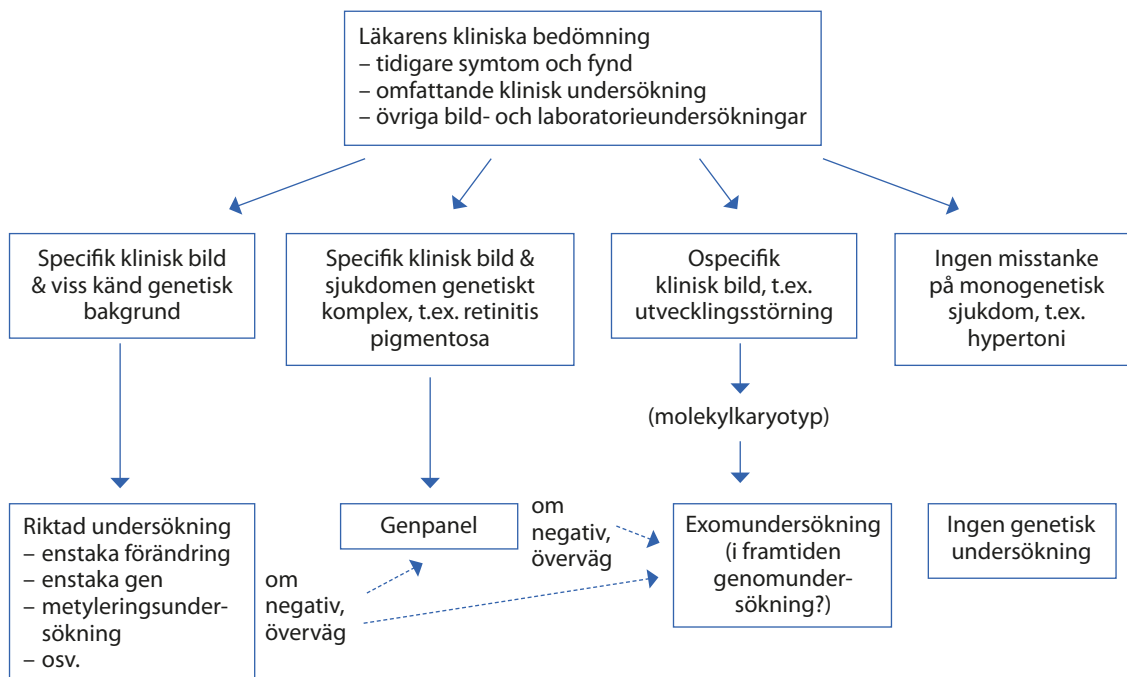 Läkarens kliniska bedömning
– tidigare symtom och fynd
– omfattande klinisk undersökning
– övriga bild- och laboratorieundersökningar
Specifik klinisk bild
& viss känd genetisk
bakgrund
Specifik klinisk bild &
sjukdomen genetiskt
komplex, t.ex. retinitis
pigmentosa
Ospecifik
klinisk bild, t.ex.
utvecklingsstörning
Ingen misstanke
på monogenetisk
sjukdom, t.ex.
hypertoni
(molekylkaryotyp)
Riktad undersökning
– enstaka förändring
– enstaka gen
– metyleringsunder-
sökning
– osv.
om
negativ,
överväg
Genpanel
om
negativ,
överväg
Exomundersökning
(i framtiden
genomunder-
sökning?)
Ingen genetisk
undersökning